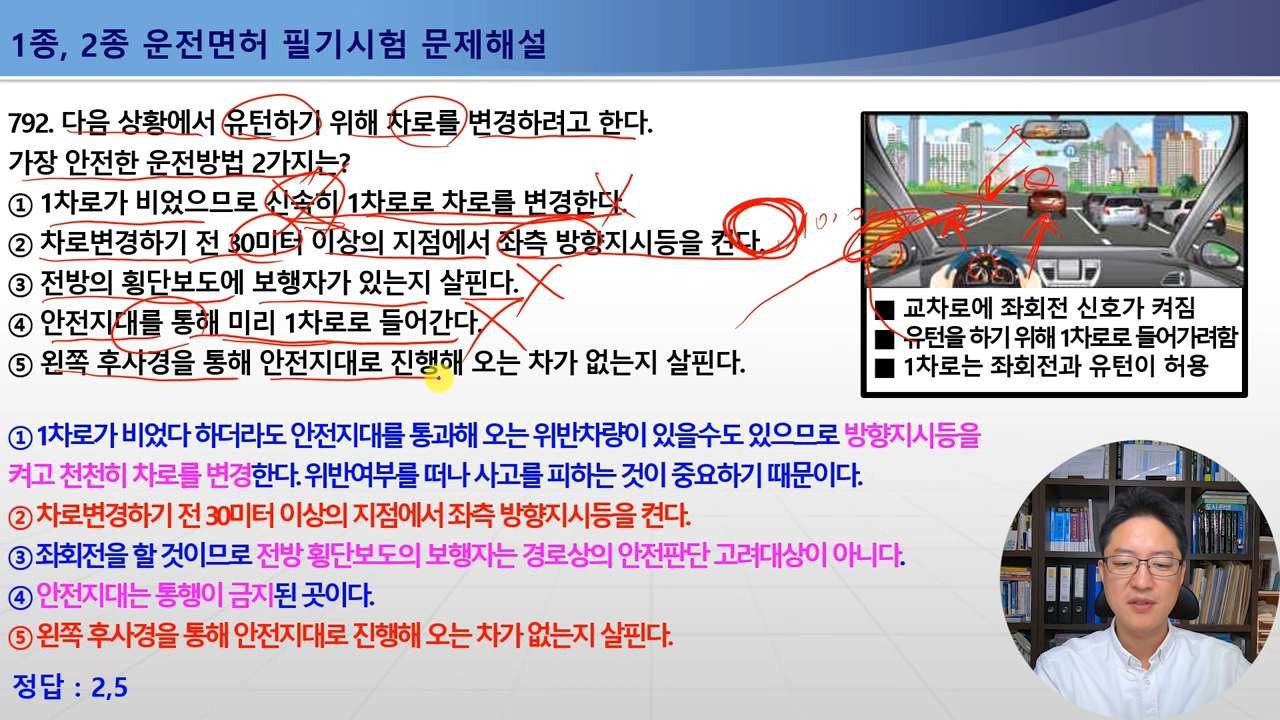 1종, 2종 운전면허 필기시험 문제해설
792. 다음 상황에서 유턴하기 위해 차로를 변경하려고 한다.
가장 안전한 운전방법 2가지는?
① 1차로가 비었으므로 신속히 1차로로 차로를 변경한다.
② 차로변경하기 전 30미터 이상의 지점에서 좌측 방향지시등을 켠다.
③ 전방의 횡단보도에 보행자가 있는지 살핀다.
④ 안전지대를 통해 미리 1차로로 들어간다.
⑤ 왼쪽 후사경을 통해 안전지대로 진행해 오는 차가 없는지 살핀다.
■ 교차로에 좌회전 신호가 켜짐
■ 유턴을 하기 위해 1차로로 들어가려함
■ 1차로는 좌회전과 유턴이 허용
① 1차로가 비었다 하더라도 안전지대를 통과해 오는 위반차량이 있을수도 있으므로 방향지시등을
켜고 천천히 차로를 변경한다. 위반여부를 떠나 사고를 피하는 것이 중요하기 때문이다.
② 차로변경하기 전 30미터 이상의 지점에서 좌측 방향지시등을 켠다.
③ 좌회전을 할 것이므로 전방 횡단보도의 보행자는 경로상의 안전판단 고려대상이 아니다.
④ 안전지대는 통행이 금지된 곳이다.
⑤ 왼쪽 후사경을 통해 안전지대로 진행해 오는 차가 없는지 살핀다.
정답 : 2,5